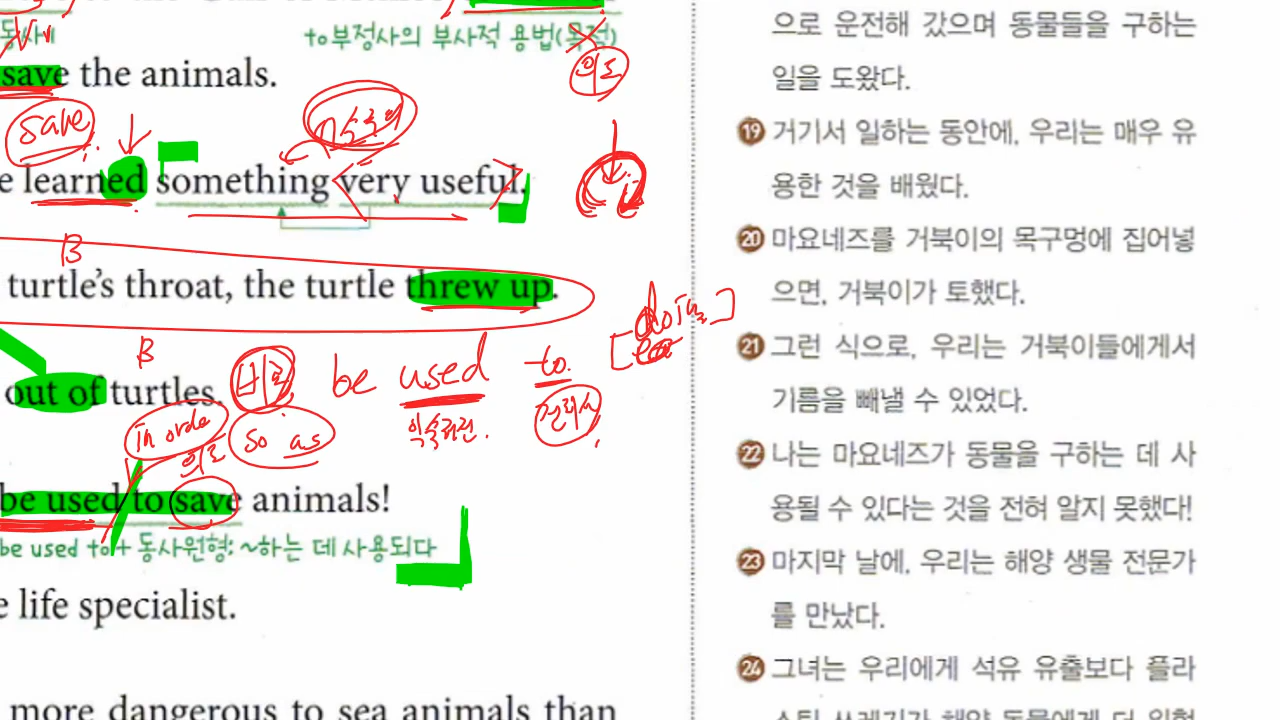 to부정사의 부사적 용법(목적)
save the animals.
의도
save
learned something very useful.
B
turtle's throat, the turtle threw up.
doing
B
out of turtles.
be used to
익숙
전치사
in order
so as
be used to save animals!
be used to + 동사원형: ~하는 데 사용되다
life specialist.
more dangerous to sea animals than
으로 운전해 갔으며 동물들을 구하는
일을 도왔다.
19 거기서 일하는 동안에, 우리는 매우 유
용한 것을 배웠다.
20 마요네즈를 거북이의 목구멍에 집어넣
으면, 거북이가 토했다.
21 그런 식으로, 우리는 거북이들에게서
기름을 빼낼 수 있었다.
22 나는 마요네즈가 동물을 구하는 데 사
용될 수 있다는 것을 전혀 알지 못했다!
23 마지막 날에, 우리는 해양 생물 전문가
를 만났다.
24 그녀는 우리에게 석유 유출보다 플라